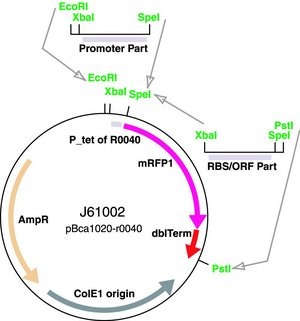 EcoRI
XbaI SpeI
Promoter Part
EcoRI
XbaI SpeI
PstI
XbaI SpeI
RBS/ORF Part
P_tet of R0040
mRFP1
AmpR
J61002
pBca1020-r0040
dblTerm
PstI
ColE1 origin